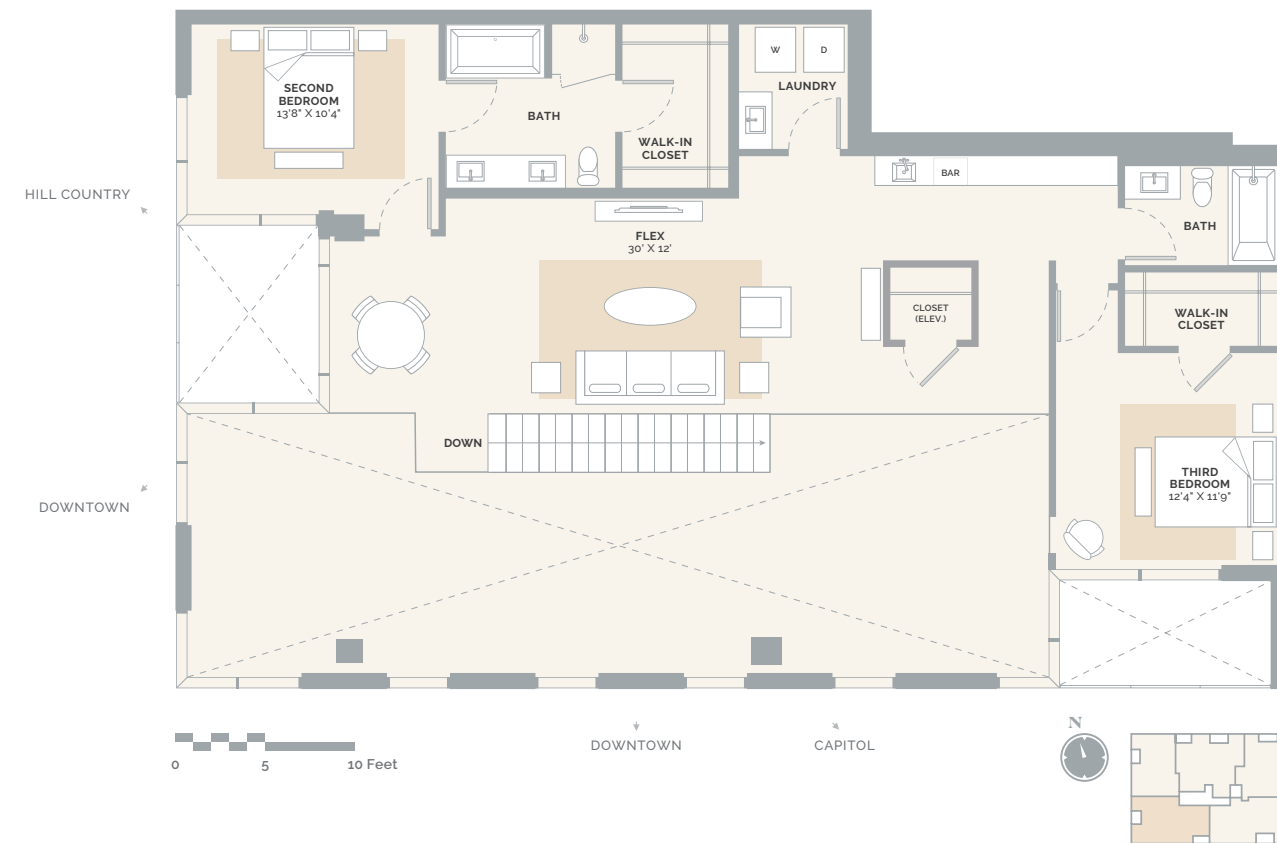 SECOND
BEDROOM
13'8" X 10'4"
BATH
WALK-IN
CLOSET
W
D
LAUNDRY
BAR
BATH
HILL COUNTRY
FLEX
30' X 12'
CLOSET
(ELEV.)
WALK-IN
CLOSET
DOWN
THIRD
BEDROOM
12'4" X 11'9"
DOWNTOWN
DOWNTOWN
CAPITOL
N
0
5
10 Feet